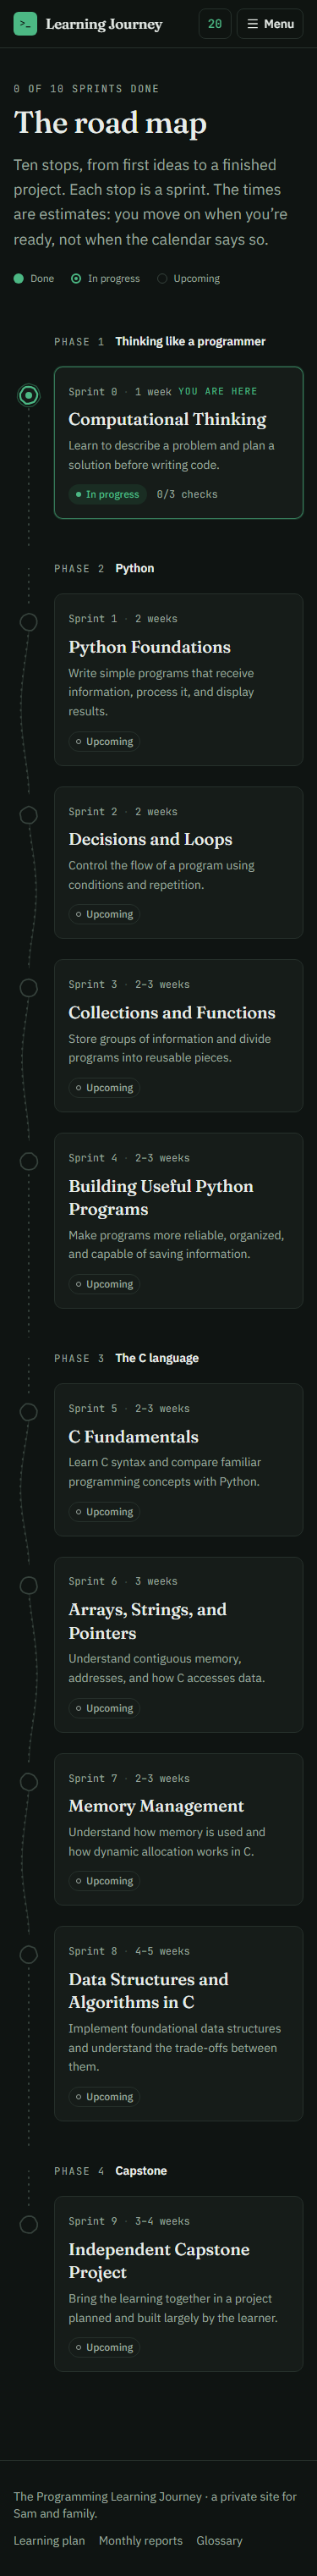 >_ Learning Journey 20 ☰ Menu
0 OF 10 SPRINTS DONE
The road map
Ten stops, from first ideas to a finished
project. Each stop is a sprint. The times
are estimates: you move on when you’re
ready, not when the calendar says so.
Done In progress Upcoming
PHASE 1 Thinking like a programmer
Sprint 0 · 1 week YOU ARE HERE
Computational Thinking
Learn to describe a problem and plan a
solution before writing code.
In progress 0/3 checks
PHASE 2 Python
Sprint 1 · 2 weeks
Python Foundations
Write simple programs that receive
information, process it, and display
results.
Upcoming
Sprint 2 · 2 weeks
Decisions and Loops
Control the flow of a program using
conditions and repetition.
Upcoming
Sprint 3 · 2–3 weeks
Collections and Functions
Store groups of information and divide
programs into reusable pieces.
Upcoming
Sprint 4 · 2–3 weeks
Building Useful Python
Programs
Make programs more reliable, organized,
and capable of saving information.
Upcoming
PHASE 3 The C language
Sprint 5 · 2–3 weeks
C Fundamentals
Learn C syntax and compare familiar
programming concepts with Python.
Upcoming
Sprint 6 · 3 weeks
Arrays, Strings, and
Pointers
Understand contiguous memory,
addresses, and how C accesses data.
Upcoming
Sprint 7 · 2–3 weeks
Memory Management
Understand how memory is used and
how dynamic allocation works in C.
Upcoming
Sprint 8 · 4–5 weeks
Data Structures and
Algorithms in C
Implement foundational data structures
and understand the trade-offs between
them.
Upcoming
PHASE 4 Capstone
Sprint 9 · 3–4 weeks
Independent Capstone
Project
Bring the learning together in a project
planned and built largely by the learner.
Upcoming
The Programming Learning Journey · a private site for
Sam and family.
Learning plan Monthly reports Glossary